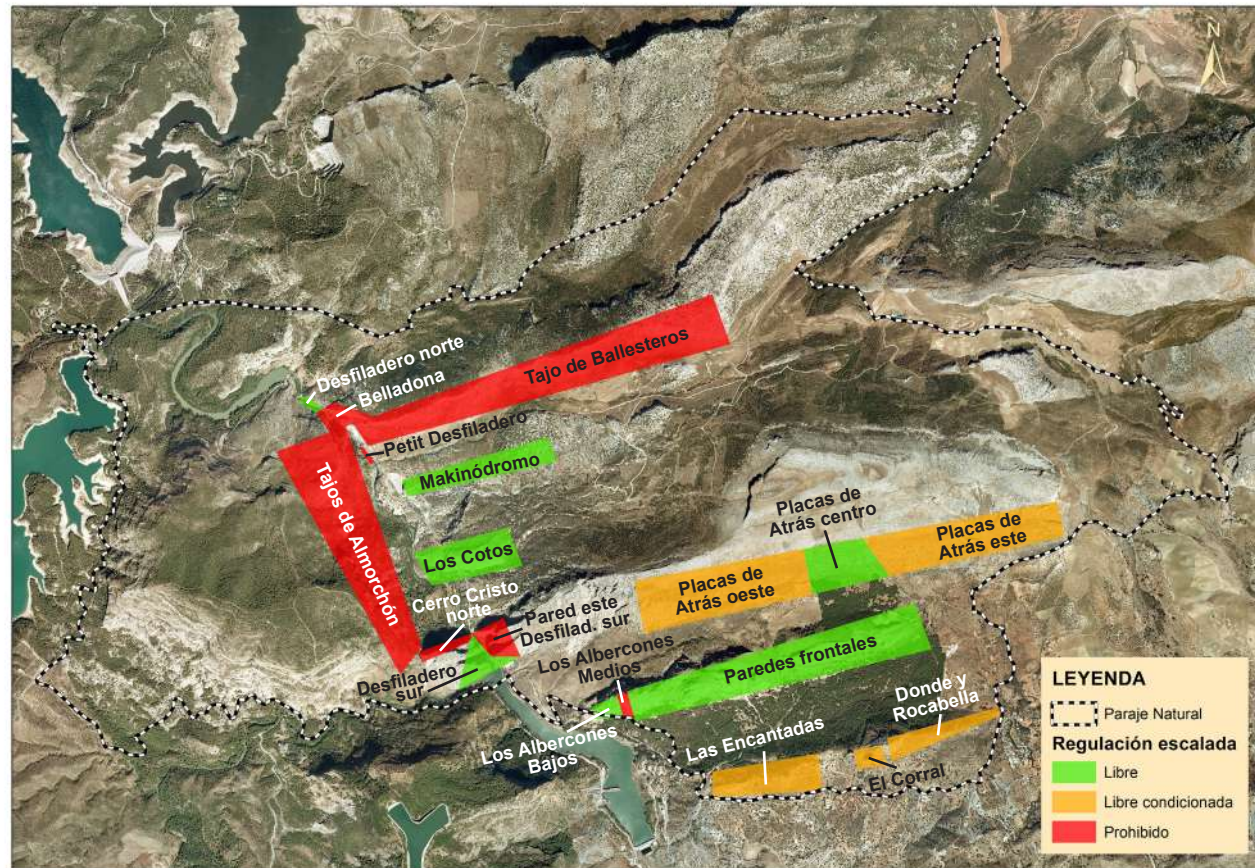 N
Desfiladero norte
Belladona
Tajo de Ballesteros
Petit Desfiladero
Makinódromo
Tajos de Almorchón
Los Cotos
Placas de
Atrás centro
Placas de
Atrás este
Placas de
Atrás oeste
Cerro Cristo
norte
Pared este
Desfilad. sur
Desfiladero
sur
Los Albercones
Medios
Paredes frontales
Los Albercones
Bajos
Las Encantadas
Donde y
Rocabella
El Corral
LEYENDA
Paraje Natural
Regulación escalada
Libre
Libre condicionada
Prohibido